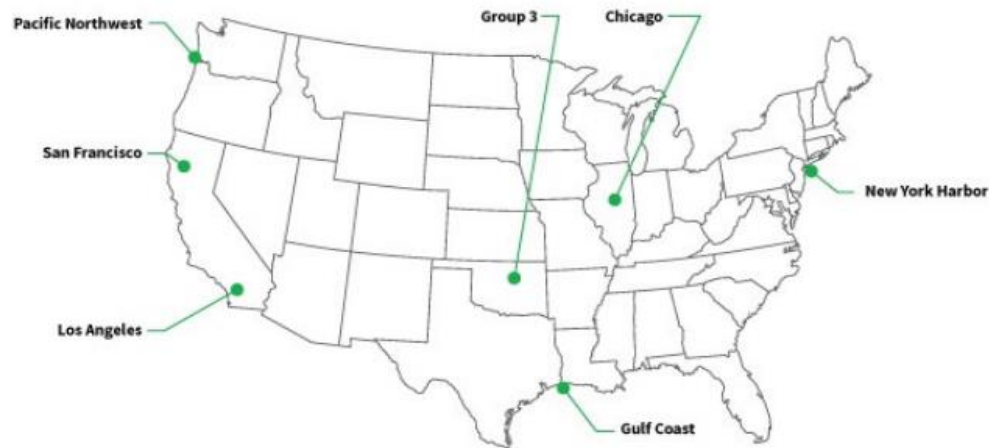 Group 3
Chicago
Pacific Northwest
San Francisco
New York Harbor
Los Angeles
Gulf Coast